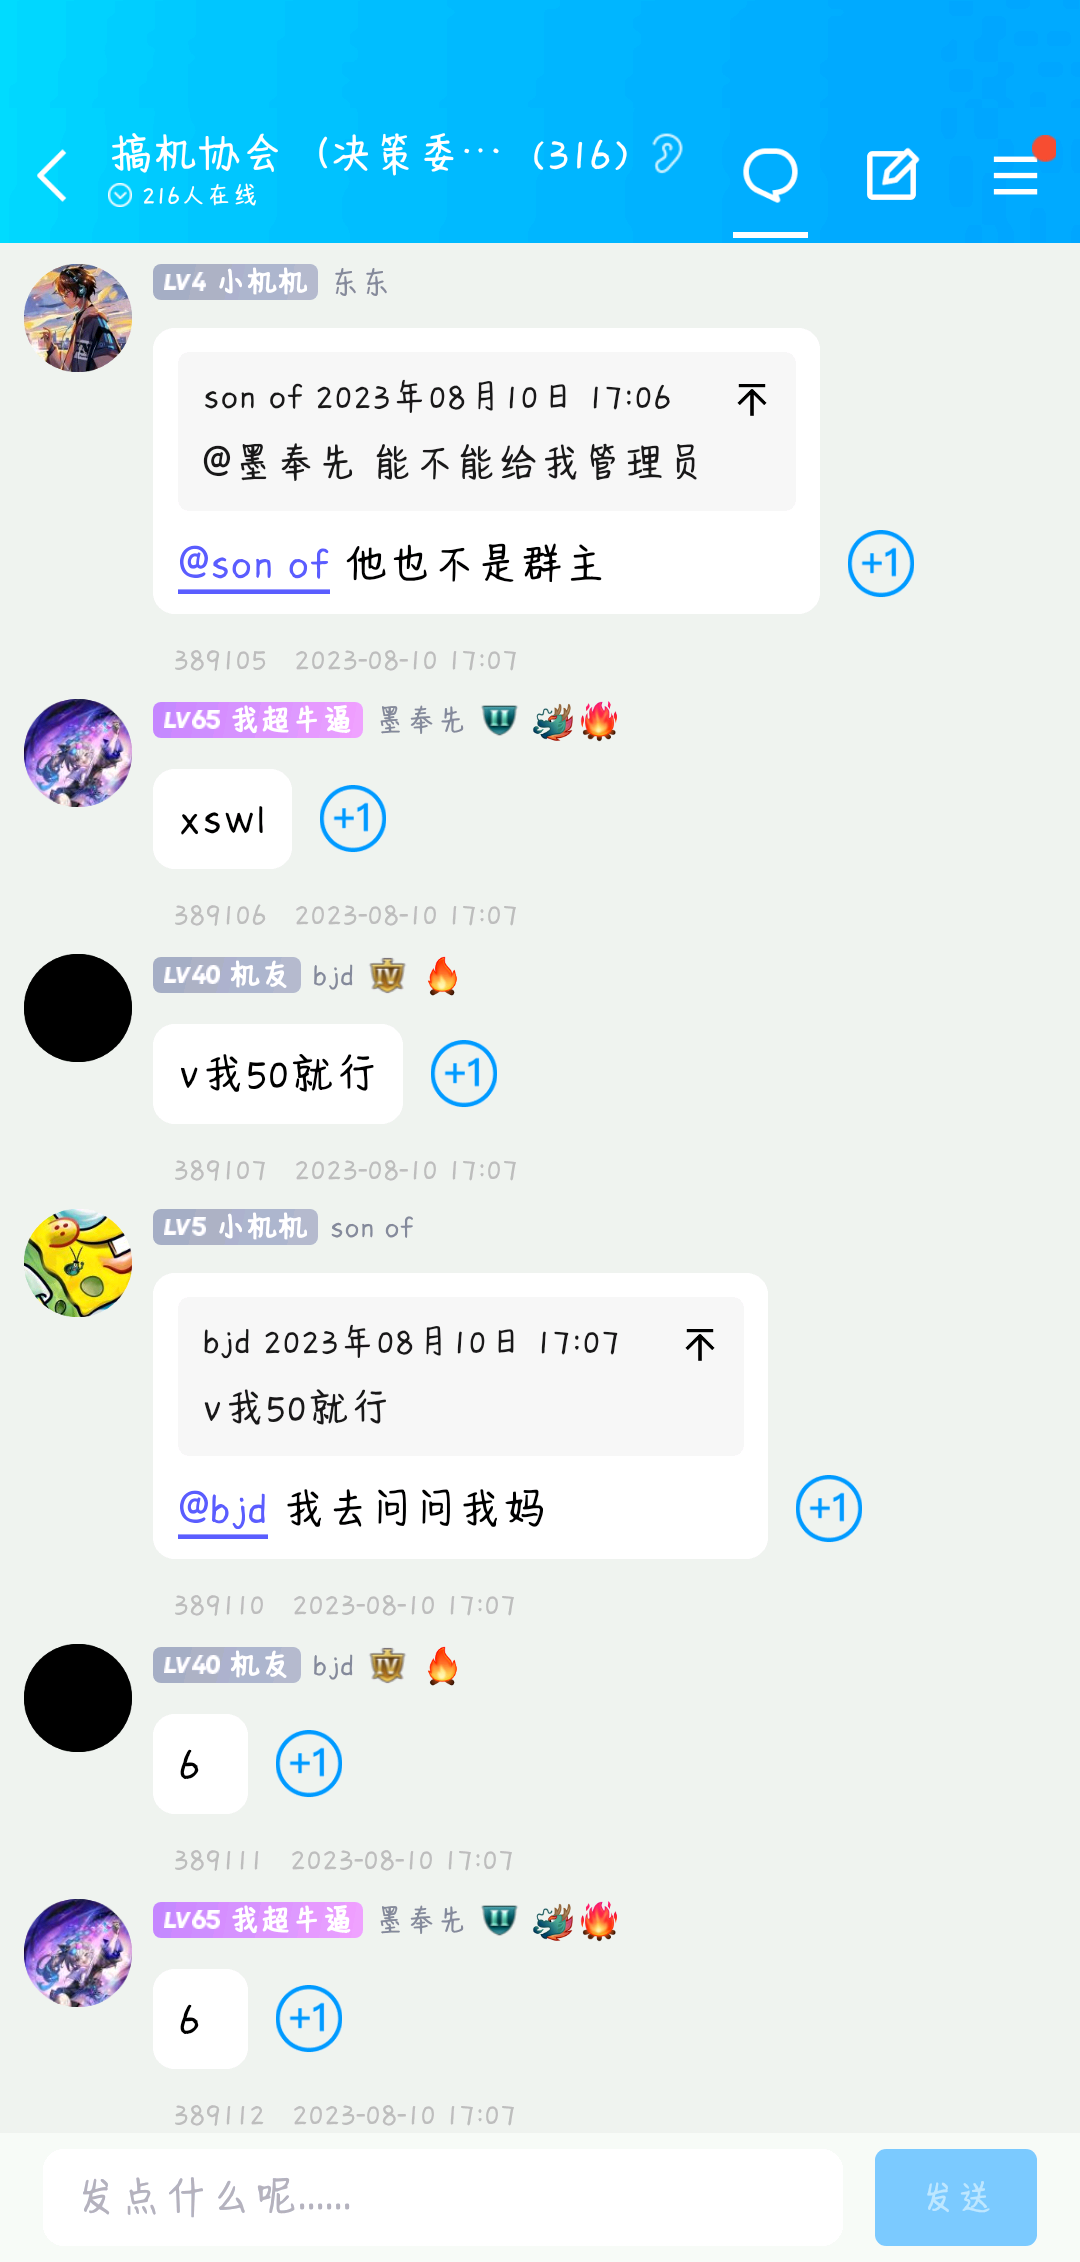 搞机协会 （决策委… （316）
216人在线
LV4 小机机 东东
son of 2023年08月10日 17:06
@墨奉先 能不能给我管理员
@son of 他也不是群主
+1
389105 2023-08-10 17:07
LV65 我超牛逼 墨奉先 II
xswl
+1
389106 2023-08-10 17:07
LV40 机友 bjd IV
v我50就行
+1
389107 2023-08-10 17:07
LV5 小机机 son of
bjd 2023年08月10日 17:07
v我50就行
@bjd 我去问问我妈
+1
389110 2023-08-10 17:07
LV40 机友 bjd IV
6
+1
389111 2023-08-10 17:07
LV65 我超牛逼 墨奉先 II
6
+1
389112 2023-08-10 17:07
发点什么呢......
发送